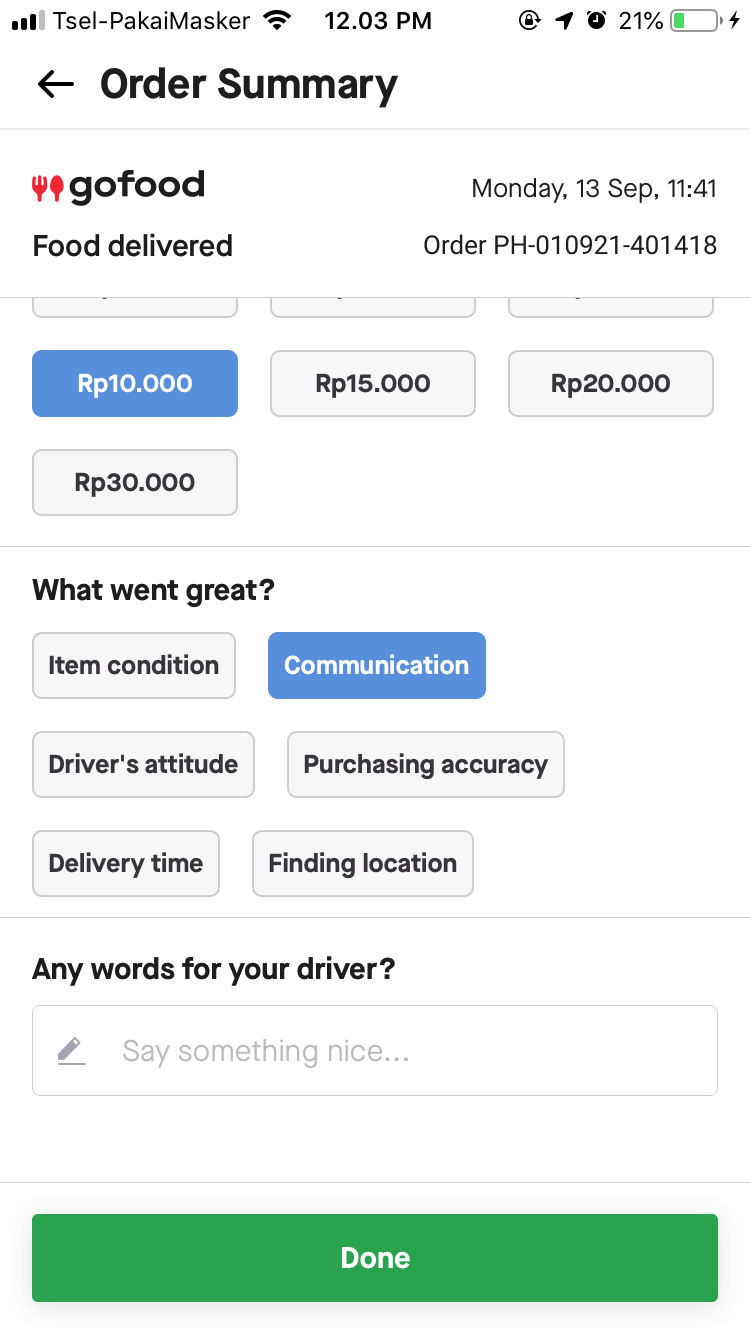 Tsel-PakaiMasker 12.03 PM 21%
Order Summary
gofood Monday, 13 Sep, 11:41
Food delivered Order PH-010921-401418
Rp10.000 Rp15.000 Rp20.000
Rp30.000
What went great?
Item condition Communication
Driver's attitude Purchasing accuracy
Delivery time Finding location
Any words for your driver?
Say something nice...
Done